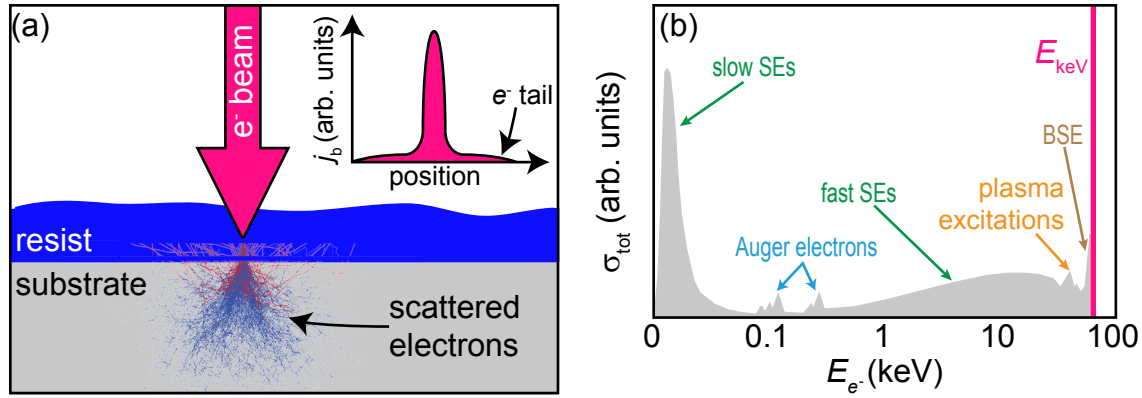 (a)
e⁻ beam
j_b (arb. units)
e⁻ tail
position
resist
substrate
scattered
electrons
(b)
σ_tot (arb. units)
slow SEs
Auger electrons
fast SEs
plasma
excitations
BSE
E_keV
0
0.1
1
10
100
E_e⁻ (keV)